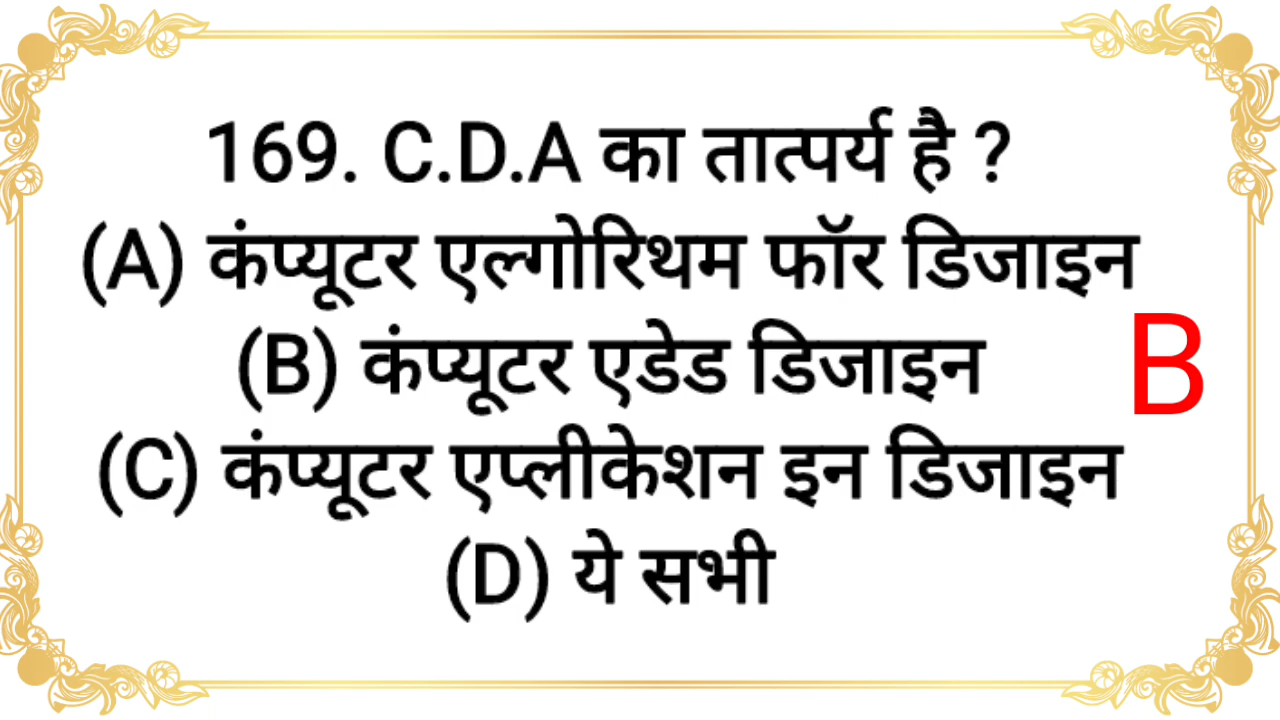 169. C.D.A का तात्पर्य है ?
(A) कंप्यूटर एल्गोरिथम फॉर डिजाइन
(B) कंप्यूटर एडेड डिजाइन
B
(C) कंप्यूटर एप्लीकेशन इन डिजाइन
(D) ये सभी